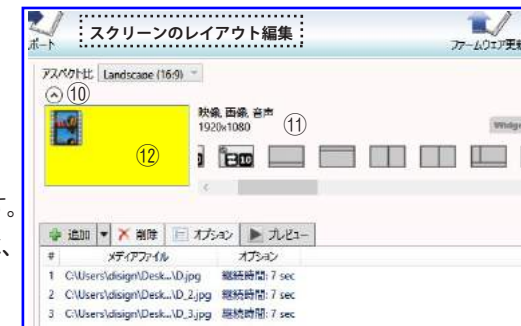 ポート
スクリーンのレイアウト編集
ファームウェア更新
アスペクト比 Landscape (16:9)
⑩
映像, 画像, 音声
1920x1080
⑪
⑫
10
Widge
す。
、
追加 削除 オプション プレビュー
# メディアファイル オプション
1 C:\Users\disign\Desk...\D.jpg 継続時間: 7 sec
2 C:\Users\disign\Desk...\D_2.jpg 継続時間: 7 sec
3 C:\Users\disign\Desk...\D_3.jpg 継続時間: 7 sec